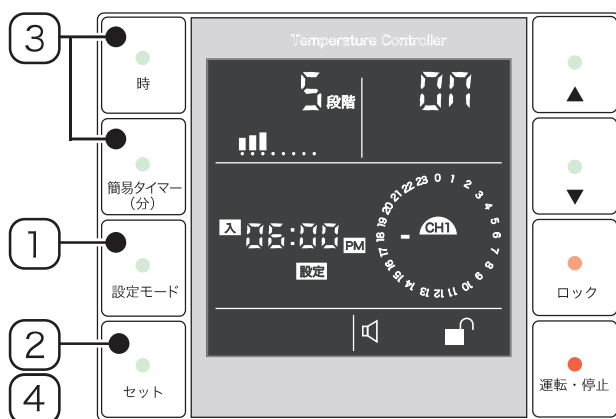 3
1
2
4
時
簡易タイマー
(分)
設定モード
セット
Temperature Controller
5 段階
on
入 06:00 PM
設定
CH1
0 1 2 3 4 5 6 7 8 9 10 11 12 13 14 15 16 17 18 19 20 21 22 23
▲
▼
ロック
運転・停止